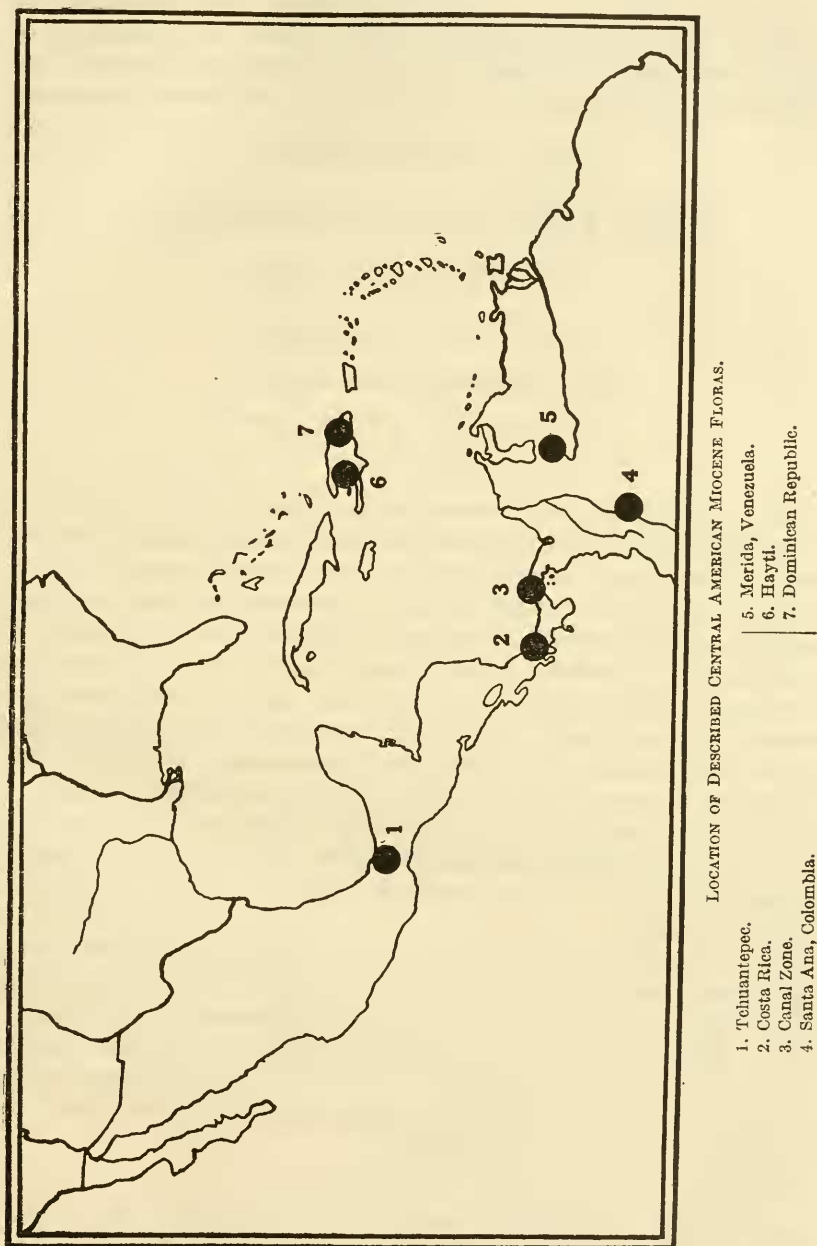 1
2
3
4
5
6
7
LOCATION OF DESCRIBED CENTRAL AMERICAN MIOCENE FLORAS.
1. Tehuantepec.
2. Costa Rica.
3. Canal Zone.
4. Santa Ana, Colombia.
5. Merida, Venezuela.
6. Hayti.
7. Dominican Republic.